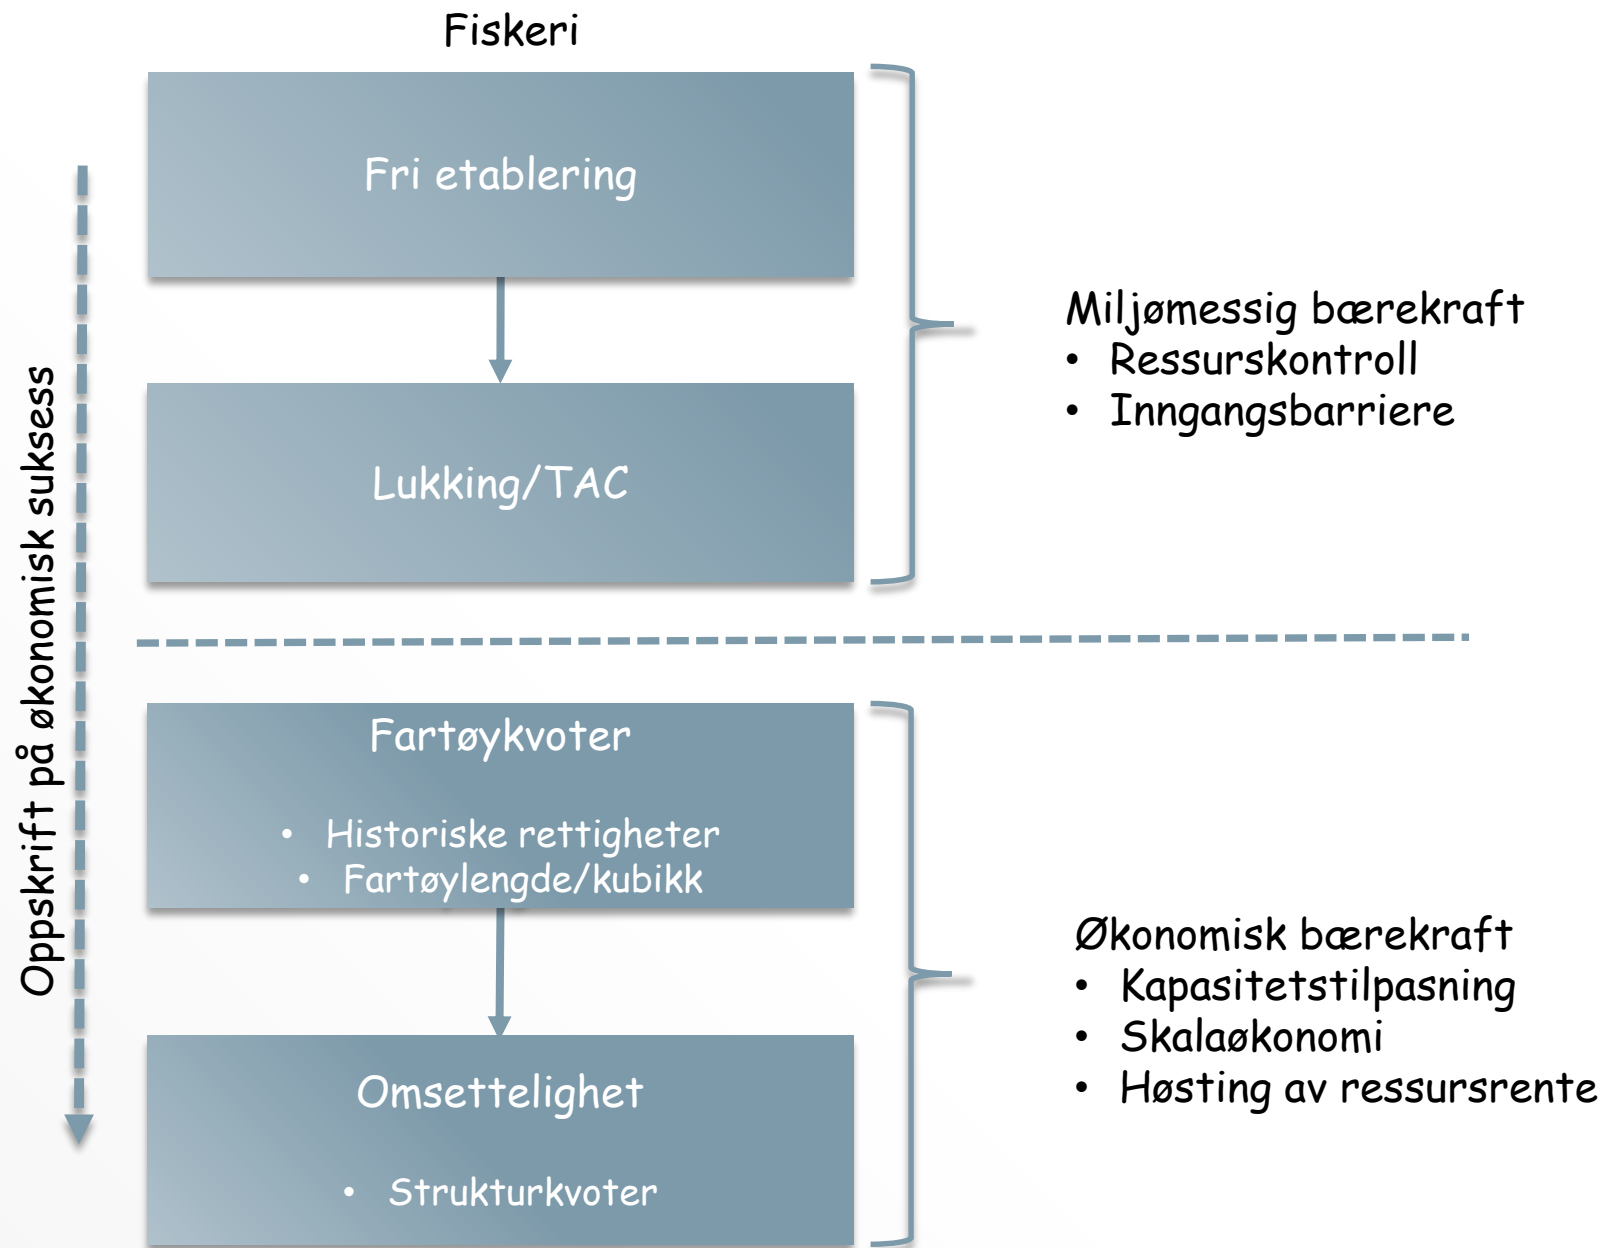 Fiskeri
Fri etablering
Lukking/TAC
Miljømessig bærekraft
• Ressurskontroll
• Inngangsbarriere
Oppskrift på økonomisk suksess
Fartøykvoter
• Historiske rettigheter
• Fartøylengde/kubikk
Omsettelighet
• Strukturkvoter
Økonomisk bærekraft
• Kapasitetstilpasning
• Skalaøkonomi
• Høsting av ressursrente